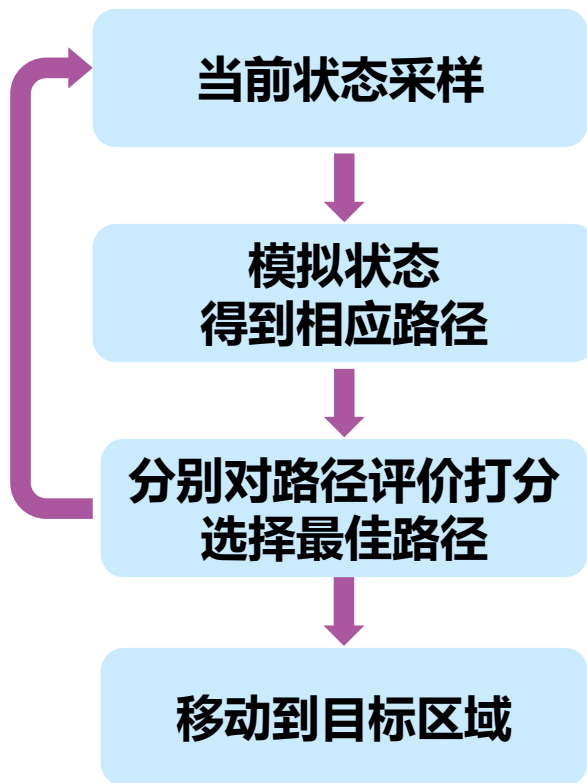 当前状态采样
模拟状态
得到相应路径
分别对路径评价打分
选择最佳路径
移动到目标区域